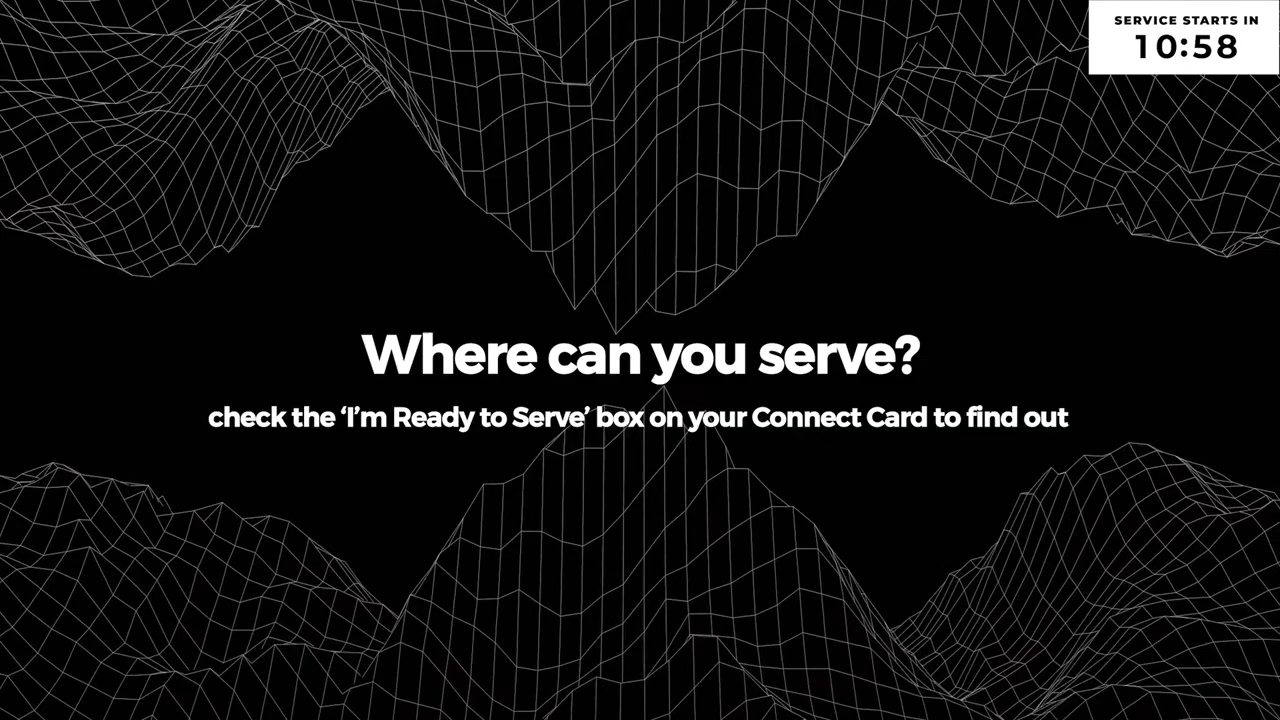 SERVICE STARTS IN
10:58
Where can you serve?
check the ‘I’m Ready to Serve’ box on your Connect Card to find out